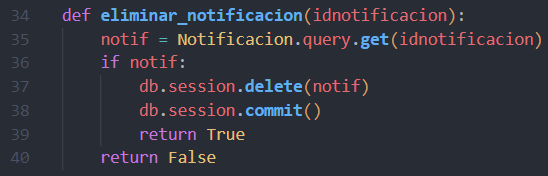 34 def eliminar_notificacion(idnotificacion):
35     notif = Notificacion.query.get(idnotificacion)
36     if notif:
37         db.session.delete(notif)
38         db.session.commit()
39         return True
40     return False